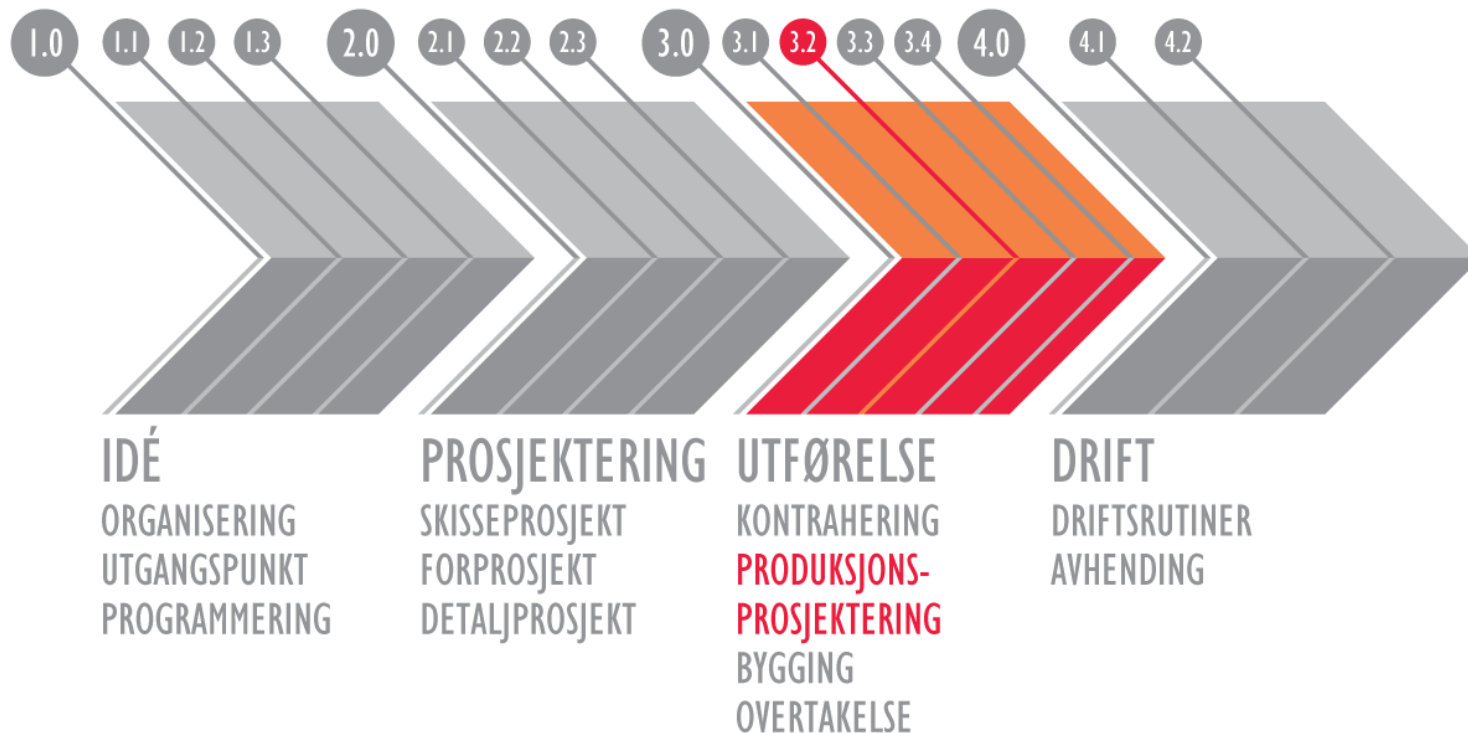 1.0 1.1 1.2 1.3 2.0 2.1 2.2 2.3 3.0 3.1 3.2 3.3 3.4 4.0 4.1 4.2
IDÉ
ORGANISERING
UTGANGSPUNKT
PROGRAMMERING
PROSJEKTERING
SKISSEPROSJEKT
FORPROSJEKT
DETALJPROSJEKT
UTFØRELSE
KONTRAHERING
PRODUKSJONS-
PROSJEKTERING
BYGGING
OVERTAKELSE
DRIFT
DRIFTSRUTINER
AVHENDING